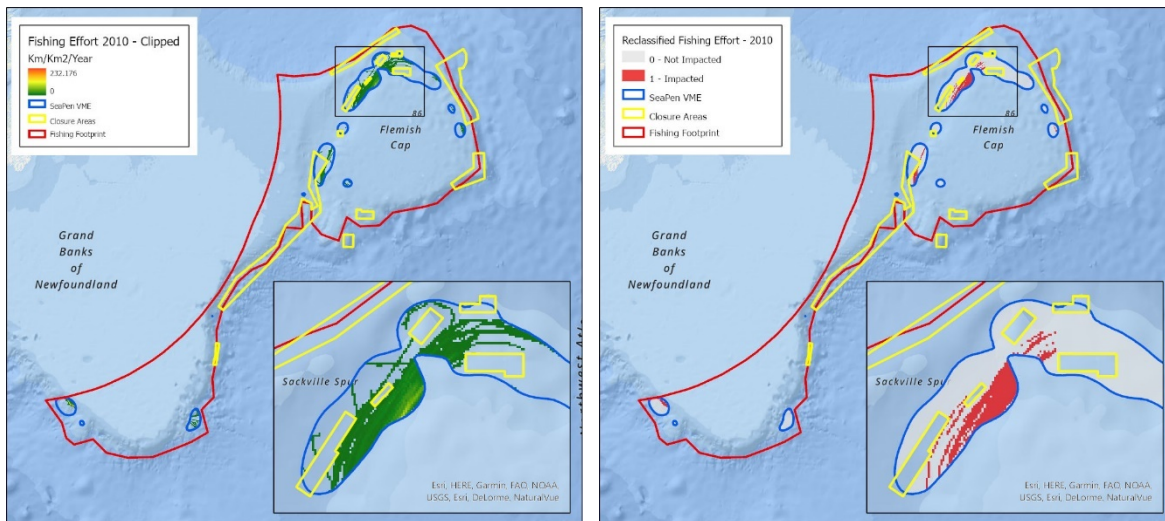 Fishing Effort 2010 - Clipped
Km/Km2/Year
232.176
0
SeaPen VME
Closure Areas
Fishing Footprint
86
Flemish
Cap
Grand
Banks
of
Newfoundland
Sackville Spur
Esri, HERE, Garmin, FAO, NOAA,
USGS, Esri, DeLorme, NaturalVue
Reclassified Fishing Effort - 2010
0 - Not Impacted
1 - Impacted
SeaPen VME
Closure Areas
Fishing Footprint
86
Flemish
Cap
Grand
Banks
of
Newfoundland
Sackville Spur
Esri, HERE, Garmin, FAO, NOAA,
USGS, Esri, DeLorme, NaturalVue